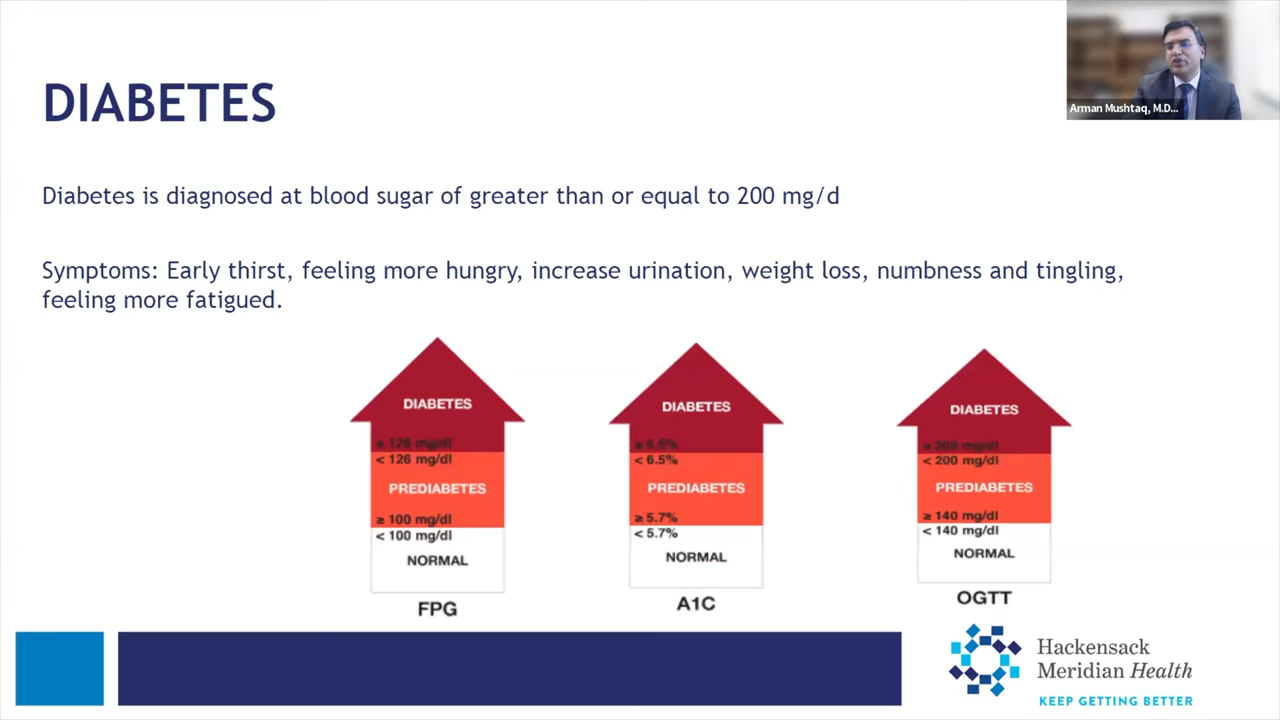 Arman Mushtaq, M.D...
DIABETES
Diabetes is diagnosed at blood sugar of greater than or equal to 200 mg/d
Symptoms: Early thirst, feeling more hungry, increase urination, weight loss, numbness and tingling,
feeling more fatigued.
DIABETES
≥ 126 mg/dl
< 126 mg/dl
PREDIABETES
≥ 100 mg/dl
< 100 mg/dl
NORMAL
FPG
DIABETES
≥ 6.5%
< 6.5%
PREDIABETES
≥ 5.7%
< 5.7%
NORMAL
A1C
DIABETES
≥ 200 mg/dl
< 200 mg/dl
PREDIABETES
≥ 140 mg/dl
< 140 mg/dl
NORMAL
OGTT
Hackensack
Meridian Health
KEEP GETTING BETTER